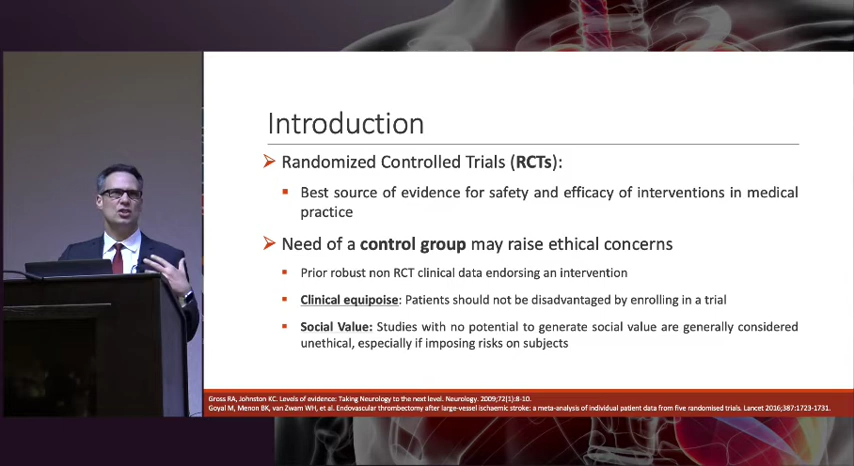 Introduction
Randomized Controlled Trials (RCTs):
Best source of evidence for safety and efficacy of interventions in medical
practice
Need of a control group may raise ethical concerns
Prior robust non RCT clinical data endorsing an intervention
Clinical equipoise: Patients should not be disadvantaged by enrolling in a trial
Social Value: Studies with no potential to generate social value are generally considered
unethical, especially if imposing risks on subjects
Gross RA, Johnston KC. Levels of evidence: Taking Neurology to the next level. Neurology. 2009;72(1):8-10.
Goyal M, Menon BK, van Zwam WH, et al. Endovascular thrombectomy after large-vessel ischaemic stroke: a meta-analysis of individual patient data from five randomised trials. Lancet 2016;387:1723-1731.